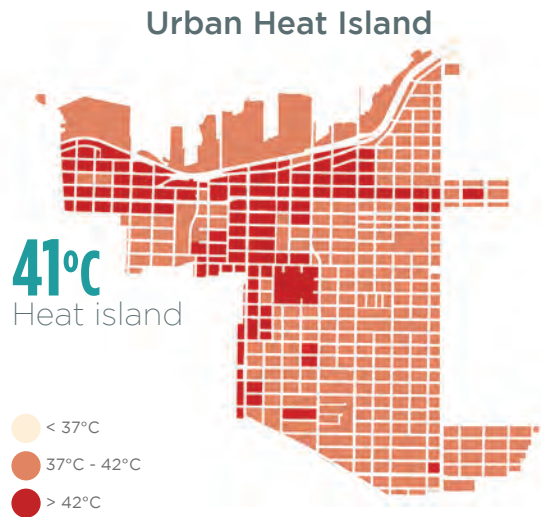 Urban Heat Island
41ºC
Heat island
< 37°C
37°C - 42°C
> 42°C